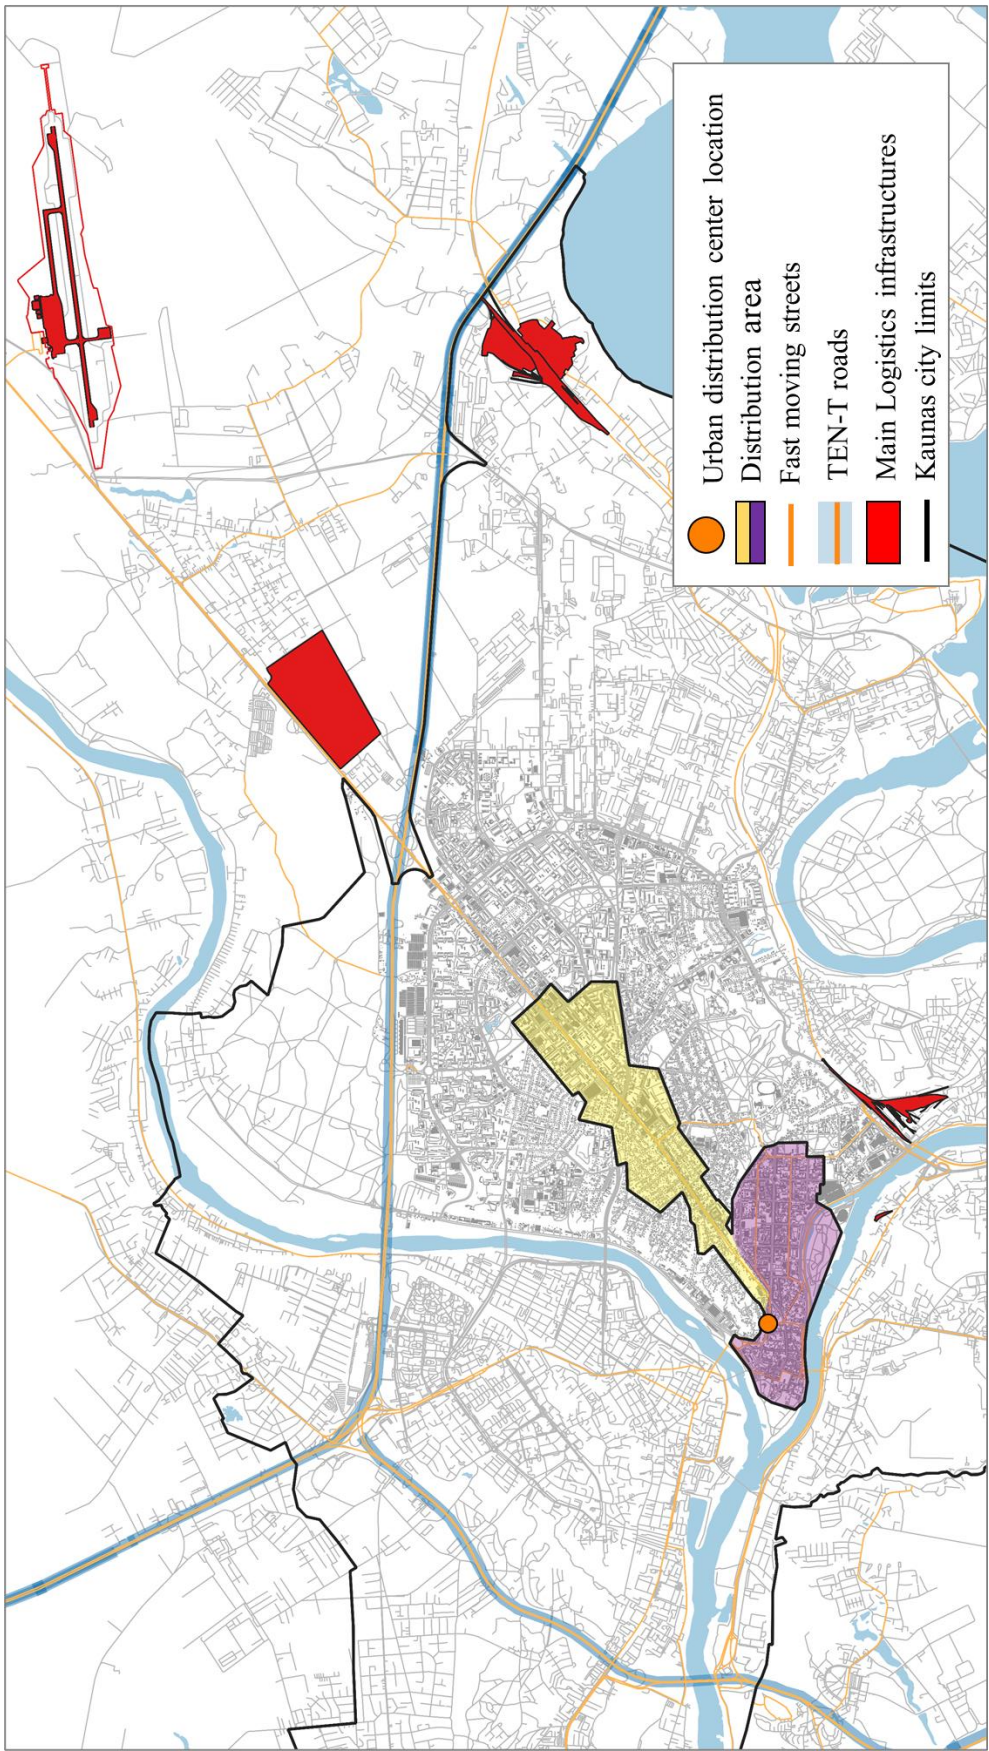 Urban distribution center location
Distribution area
Fast moving streets
TEN-T roads
Main Logistics infrastructures
Kaunas city limits